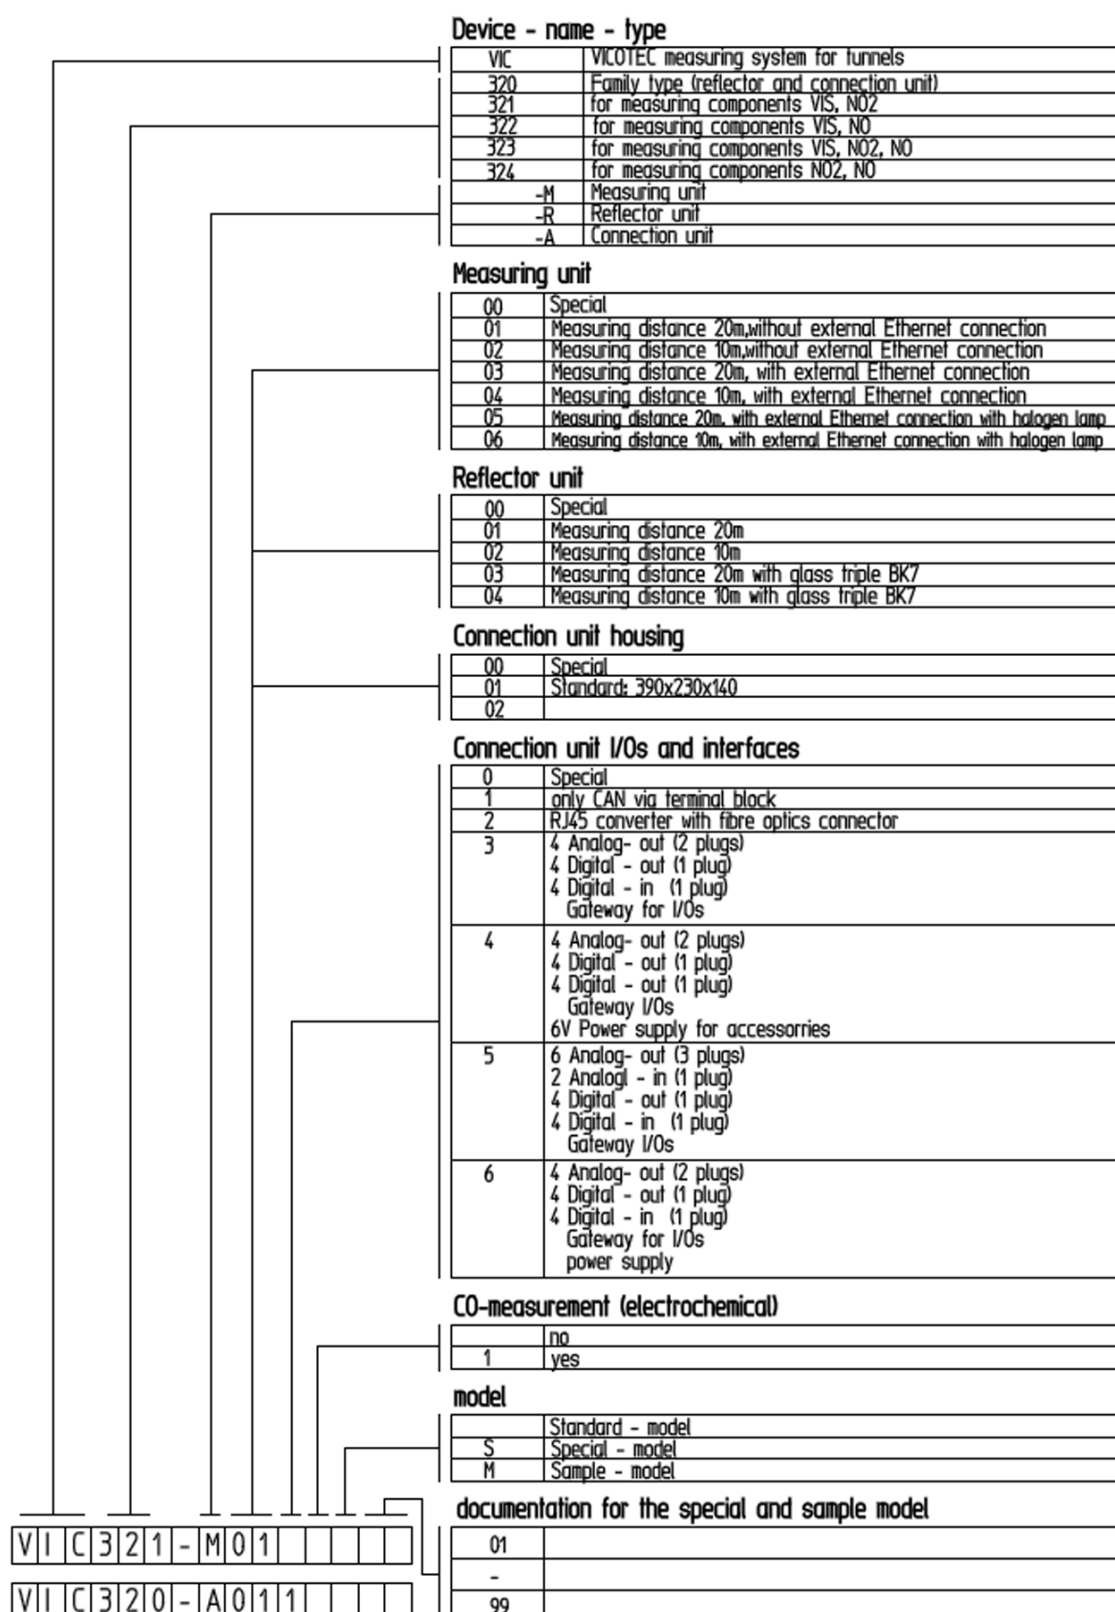 Device - name - type
VIC VICOTEC measuring system for tunnels
320 Family type (reflector and connection unit)
321 for measuring components VIS, NO2
322 for measuring components VIS, NO
323 for measuring components VIS, NO2, NO
324 for measuring components NO2, NO
-M Measuring unit
-R Reflector unit
-A Connection unit
Measuring unit
00 Special
01 Measuring distance 20m,without external Ethernet connection
02 Measuring distance 10m,without external Ethernet connection
03 Measuring distance 20m, with external Ethernet connection
04 Measuring distance 10m, with external Ethernet connection
05 Measuring distance 20m, with external Ethernet connection with halogen lamp
06 Measuring distance 10m, with external Ethernet connection with halogen lamp
Reflector unit
00 Special
01 Measuring distance 20m
02 Measuring distance 10m
03 Measuring distance 20m with glass triple BK7
04 Measuring distance 10m with glass triple BK7
Connection unit housing
00 Special
01 Standard: 390x230x140
02
Connection unit I/Os and interfaces
0 Special
1 only CAN via terminal block
2 RJ45 converter with fibre optics connector
3 4 Analog- out (2 plugs)
4 Digital - out (1 plug)
4 Digital - in (1 plug)
Gateway for I/Os
4 4 Analog- out (2 plugs)
4 Digital - out (1 plug)
4 Digital - out (1 plug)
Gateway I/Os
6V Power supply for accessorries
5 6 Analog- out (3 plugs)
2 Analogl - in (1 plug)
4 Digital - out (1 plug)
4 Digital - in (1 plug)
Gateway I/Os
6 4 Analog- out (2 plugs)
4 Digital - out (1 plug)
4 Digital - in (1 plug)
Gateway for I/Os
power supply
CO-measurement (electrochemical)
no
1 yes
model
Standard - model
S Special - model
M Sample - model
documentation for the special and sample model
01
-
99
VIC321-M01
VIC320-A011